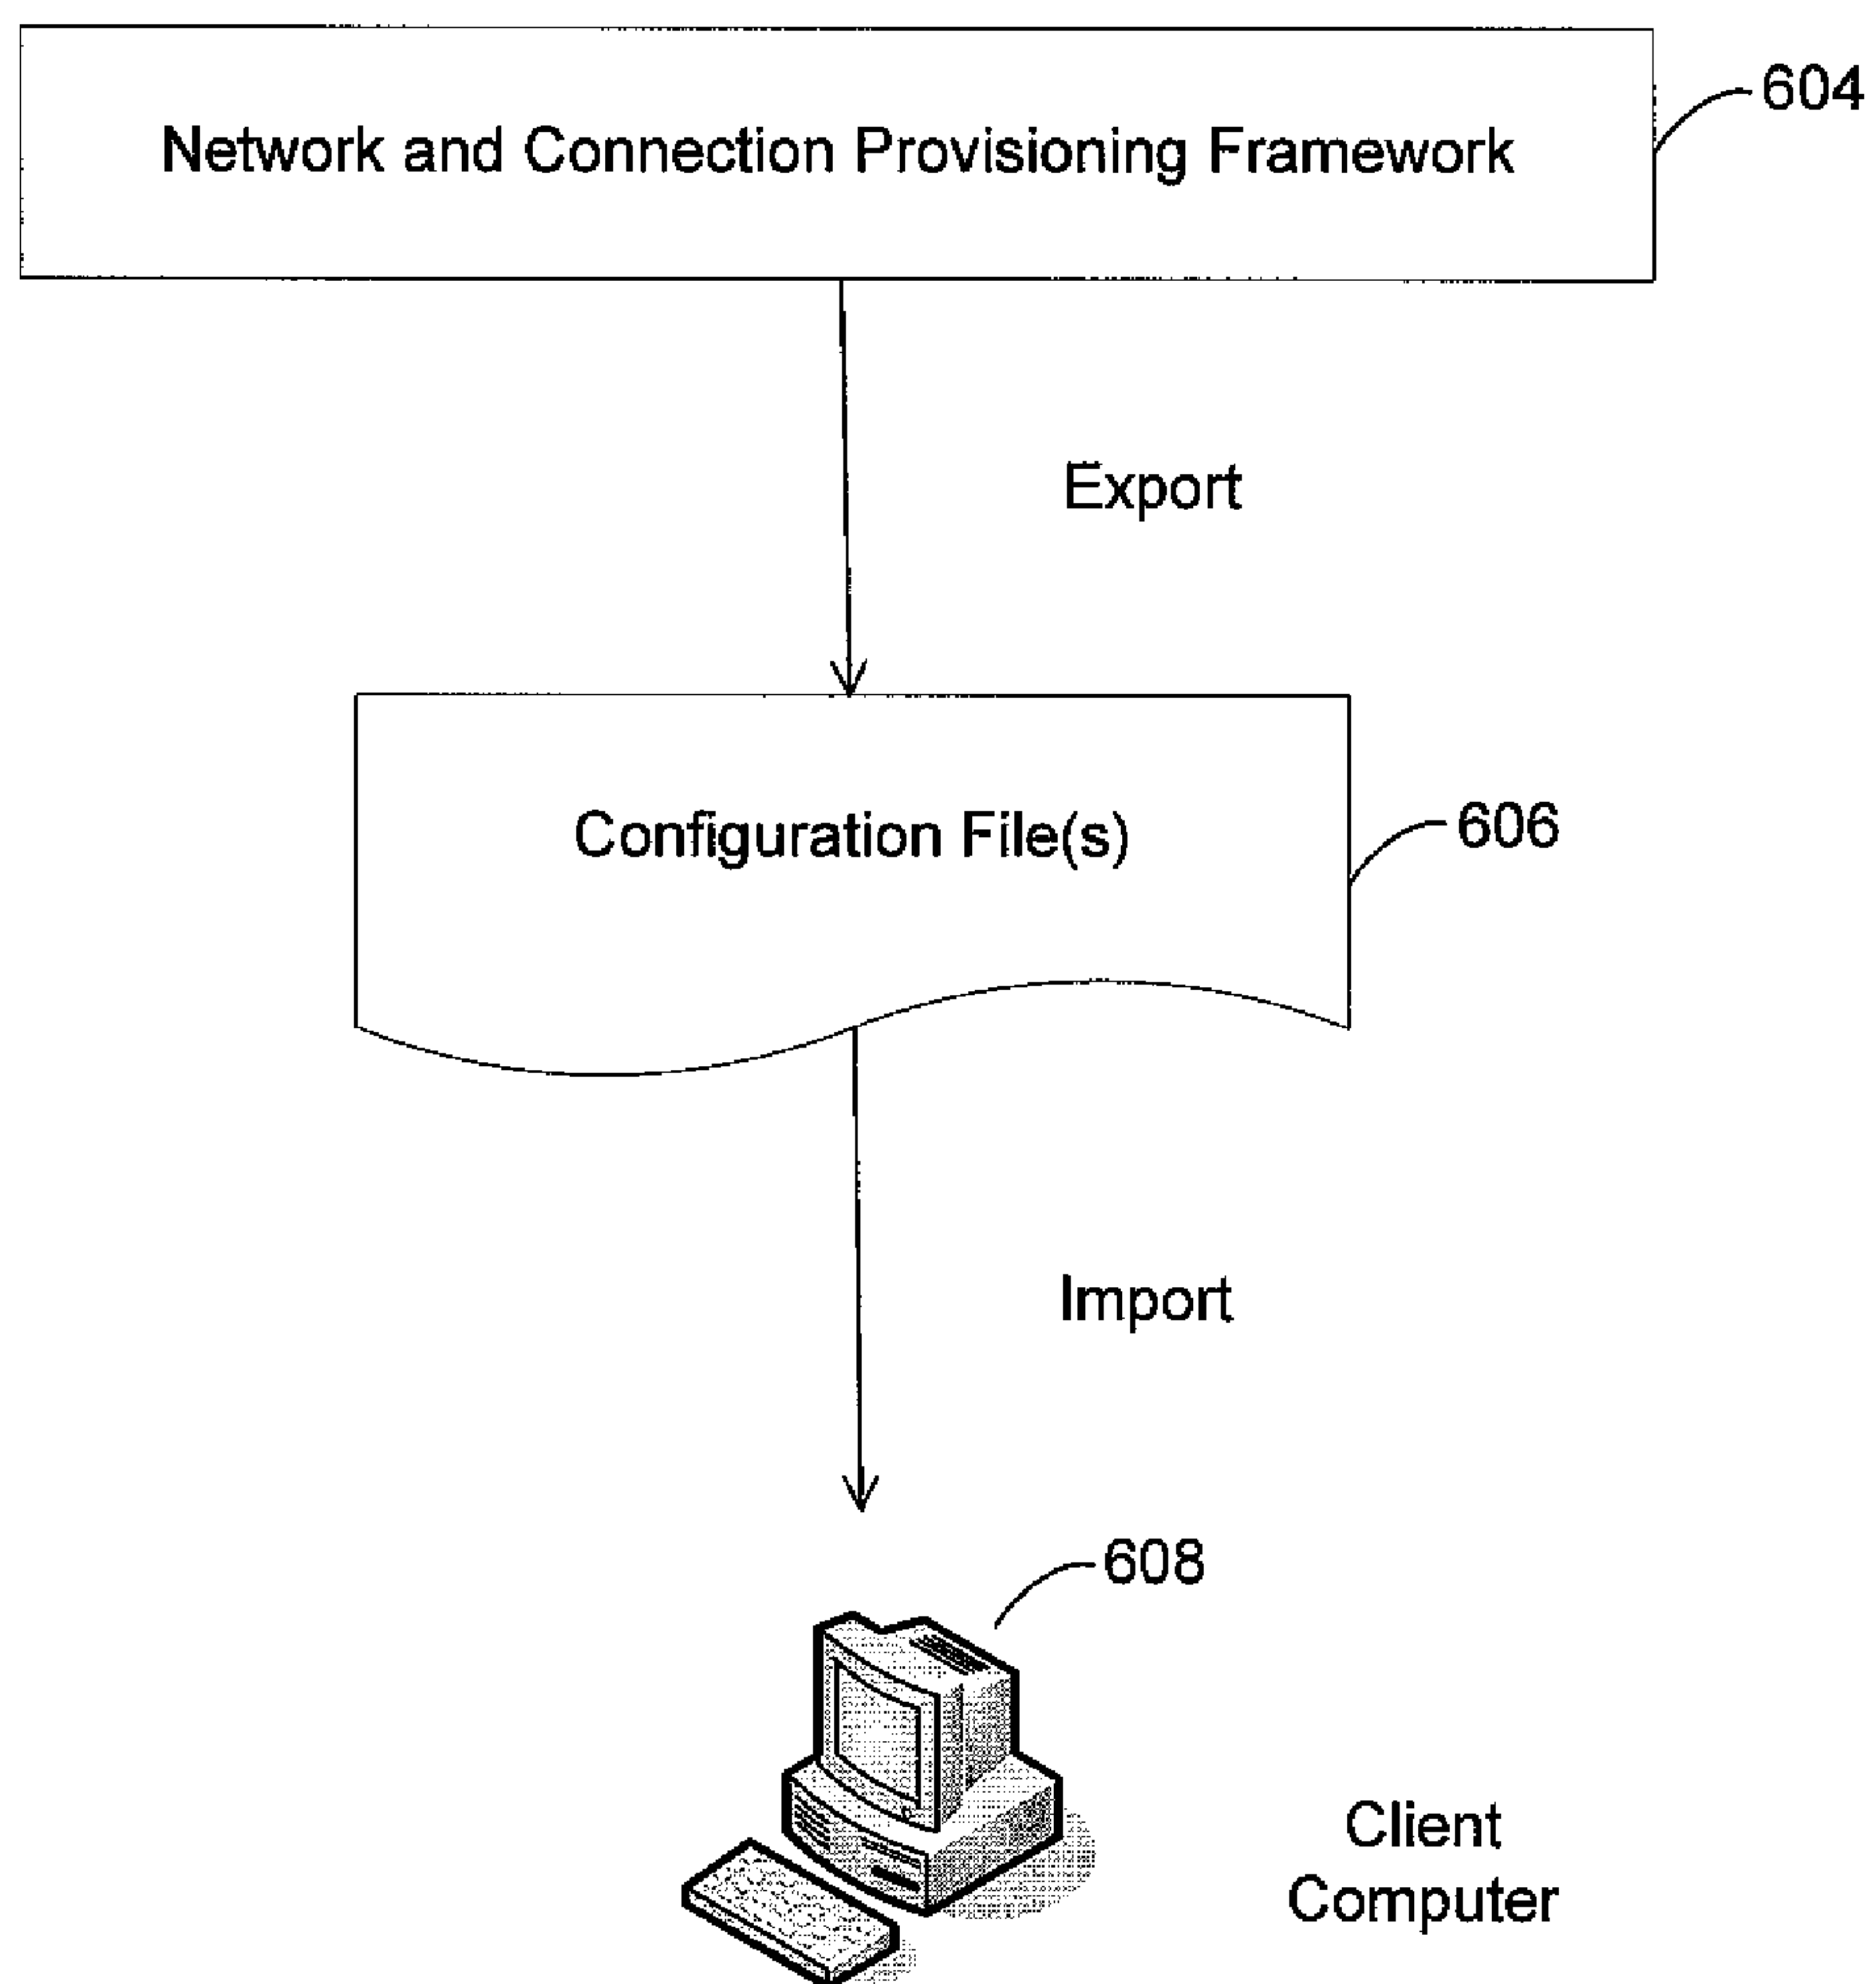 604
Network and Connection Provisioning Framework
Export
Configuration File(s)
606
Import
608
Client
Computer